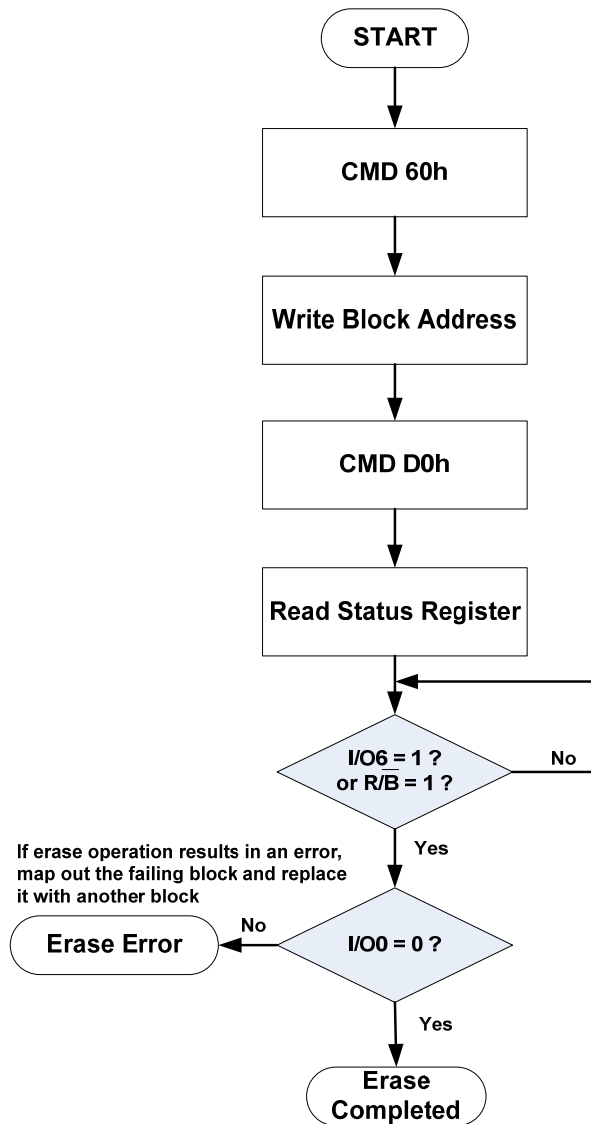 START
CMD 60h
Write Block Address
CMD D0h
Read Status Register
I/O6 = 1 ?
or R/B̅ = 1 ?
No
Yes
If erase operation results in an error,
map out the failing block and replace
it with another block
No
Erase Error
I/O0 = 0 ?
Yes
Erase
Completed